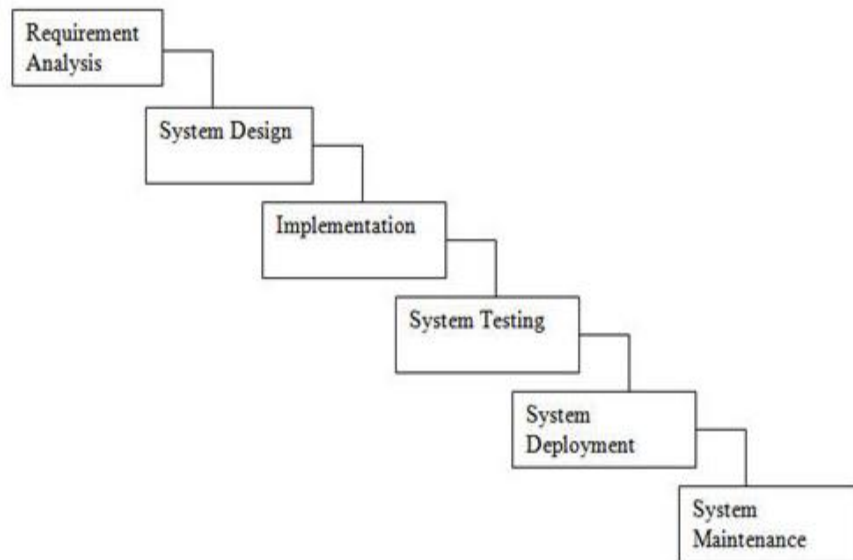 Requirement
Analysis
System Design
Implementation
System Testing
System
Deployment
System
Maintenance